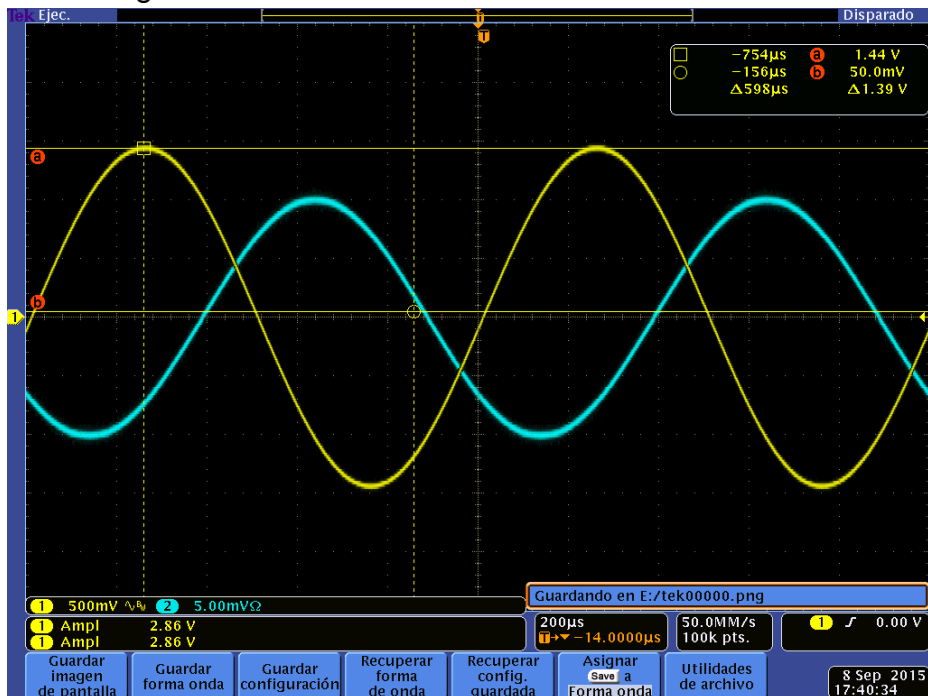 Tek Ejec.
Disparado
T
T
-754µs a 1.44 V
-156µs b 50.0mV
Δ598µs Δ1.39 V
a
b
1
Guardando en E:/tek00000.png
1 500mV 2 5.00mVΩ
1 Ampl 2.86 V
1 Ampl 2.86 V
200µs
T→▼ -14.0000µs
50.0MM/s
100k pts.
1 0.00 V
Guardar imagen de pantalla
Guardar forma onda
Guardar configuración
Recuperar forma de onda
Recuperar config. guardada
Asignar Save a Forma onda
Utilidades de archivo
8 Sep 2015
17:40:34